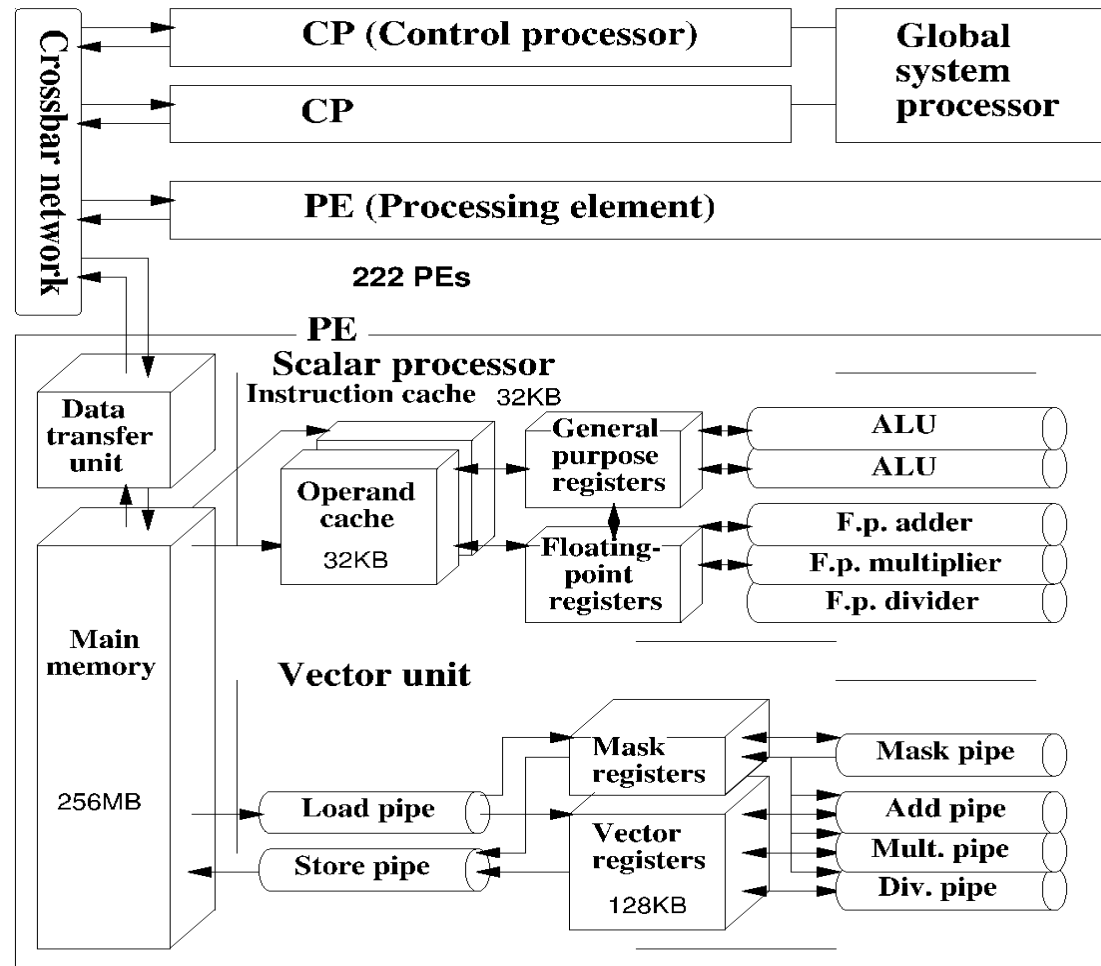 Crossbar network
CP (Control processor)
Global
system
processor
CP
PE (Processing element)
222 PEs
PE
Scalar processor
Instruction cache 32KB
Data
transfer
unit
Operand
cache
32KB
General
purpose
registers
ALU
ALU
Floating-
point
registers
F.p. adder
F.p. multiplier
F.p. divider
Main
memory
256MB
Vector unit
Mask
registers
Mask pipe
Load pipe
Store pipe
Vector
registers
128KB
Add pipe
Mult. pipe
Div. pipe